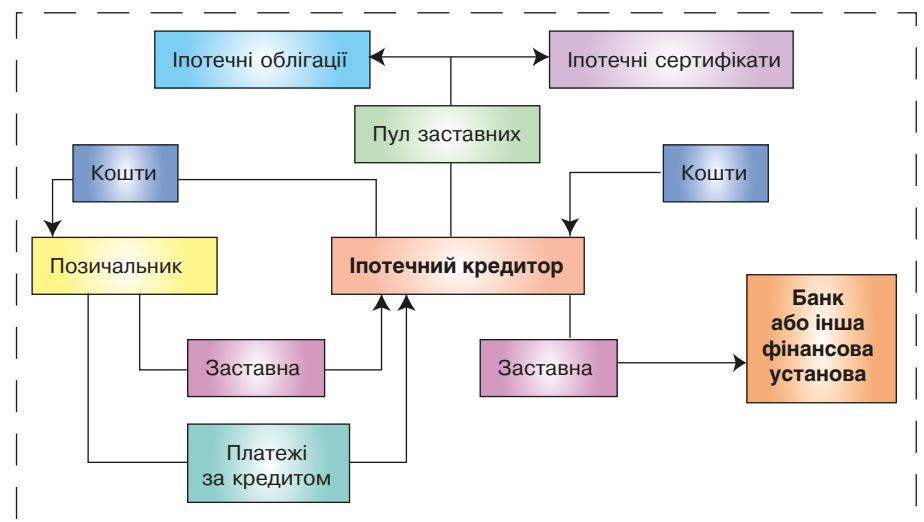 Іпотечні облігації
Іпотечні сертифікати
Пул заставних
Кошти
Кошти
Позичальник
Іпотечний кредитор
Банк
або інша
фінансова
установа
Заставна
Заставна
Платежі
за кредитом